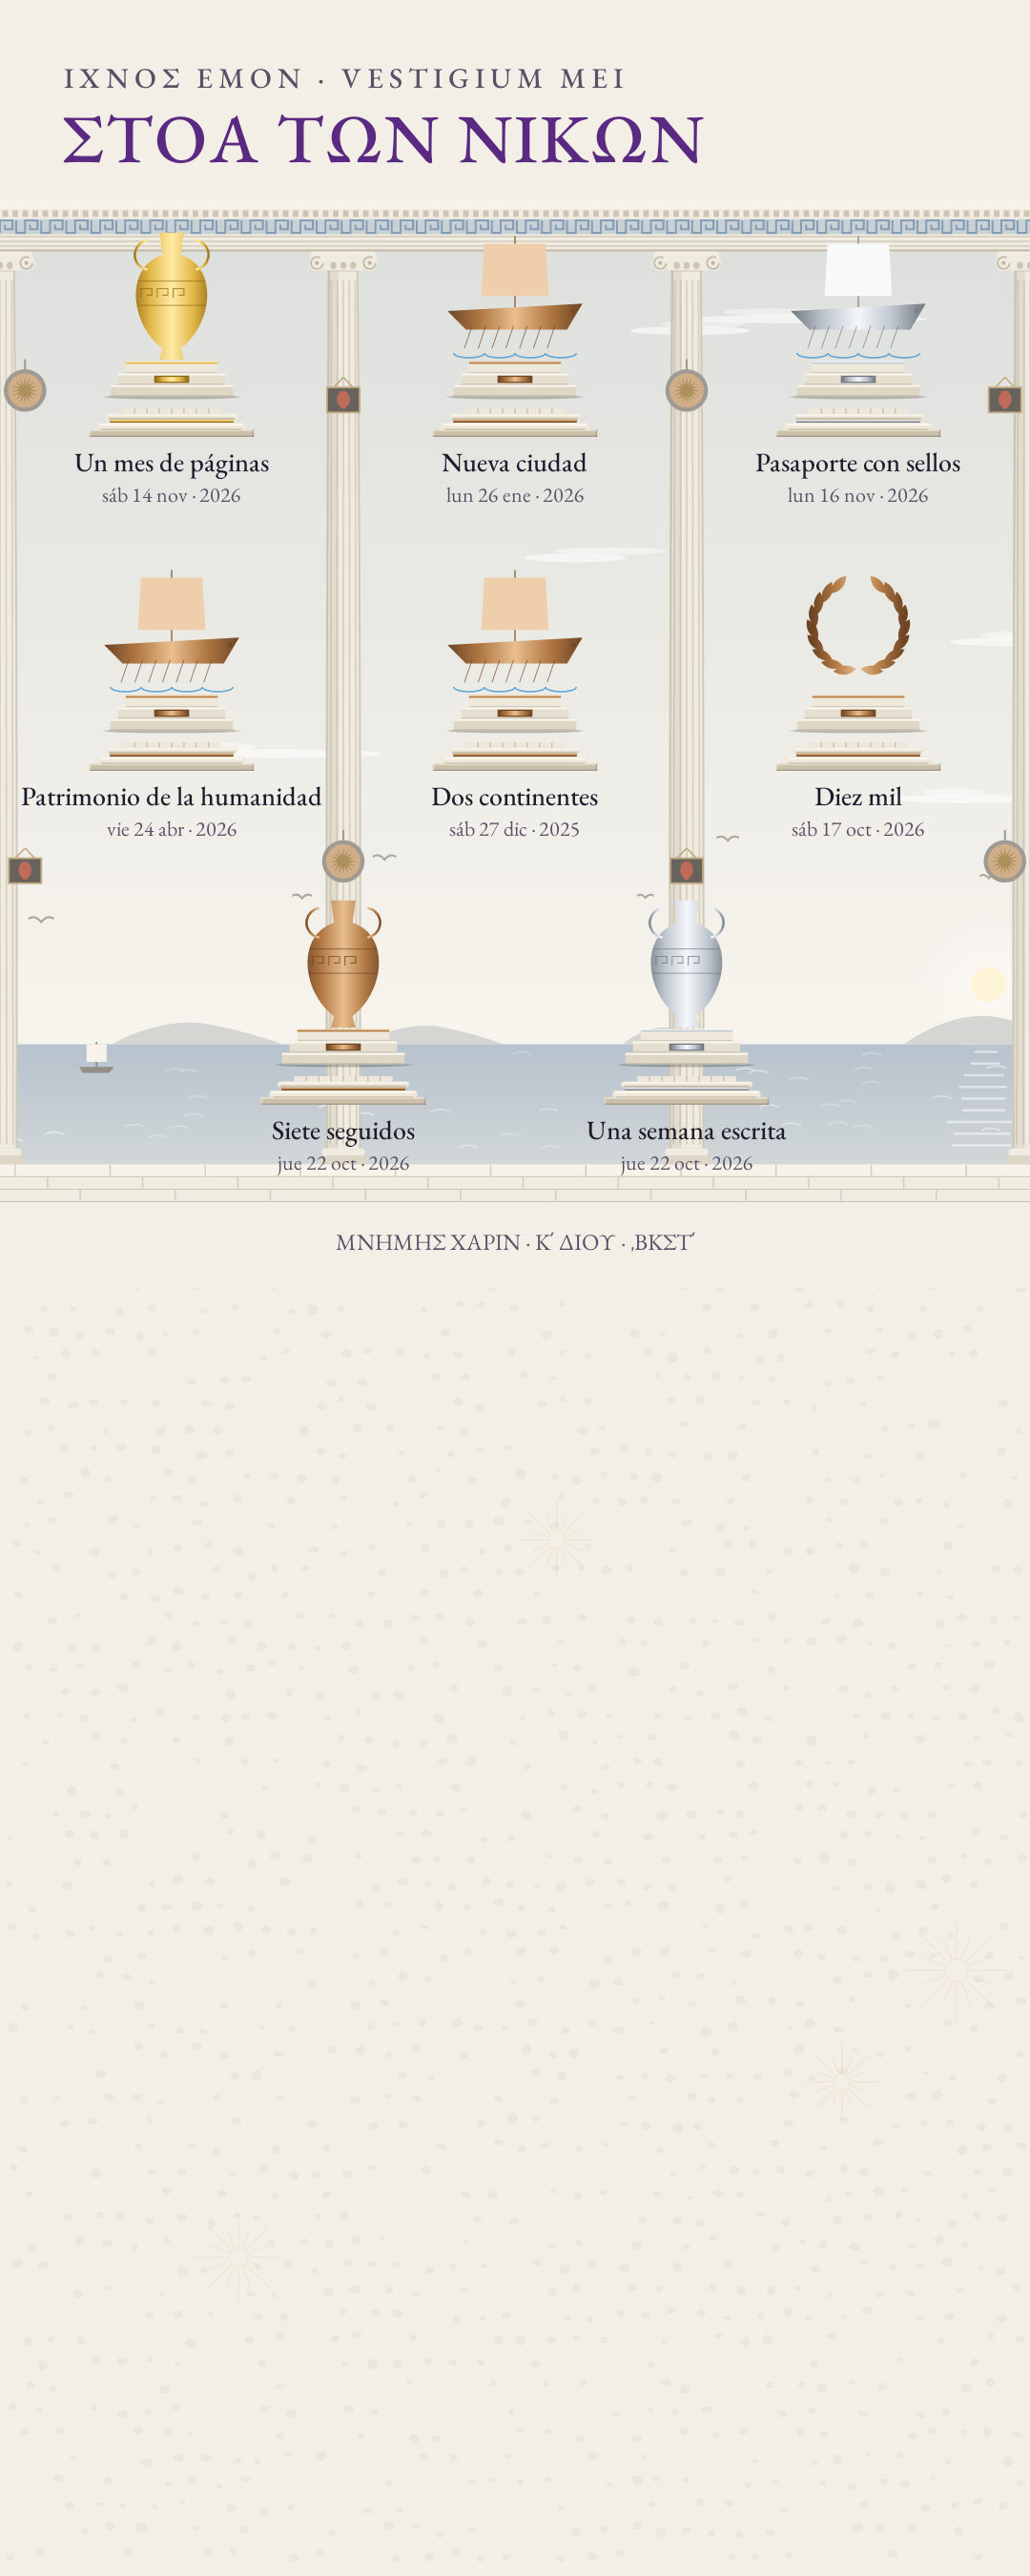 ΙΧΝΟΣ ΕΜΟΝ · VESTIGIUM MEI
ΣΤΟΑ ΤΩΝ ΝΙΚΩΝ
Un mes de páginas
sáb 14 nov · 2026
Nueva ciudad
lun 26 ene · 2026
Pasaporte con sellos
lun 16 nov · 2026
Patrimonio de la humanidad
vie 24 abr · 2026
Dos continentes
sáb 27 dic · 2025
Diez mil
sáb 17 oct · 2026
Siete seguidos
jue 22 oct · 2026
Una semana escrita
jue 22 oct · 2026
ΜΝΗΜΗΣ ΧΑΡΙΝ · Κʹ ΔΙΟΥ · ͵ΒΚΣΤʹ